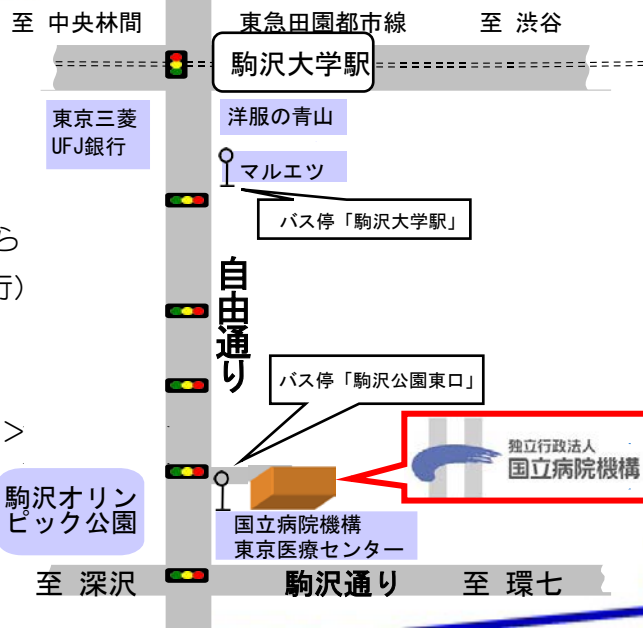 至 中央林間
東急田園都市線
至 渋谷
駒沢大学駅
東京三菱
UFJ銀行
洋服の青山
マルエツ
バス停「駒沢大学駅」
ら
行)
自由通り
バス停「駒沢公園東口」
>
独立行政法人
国立病院機構
駒沢オリン
ピック公園
国立病院機構
東京医療センター
至 深沢
駒沢通り
至 環七